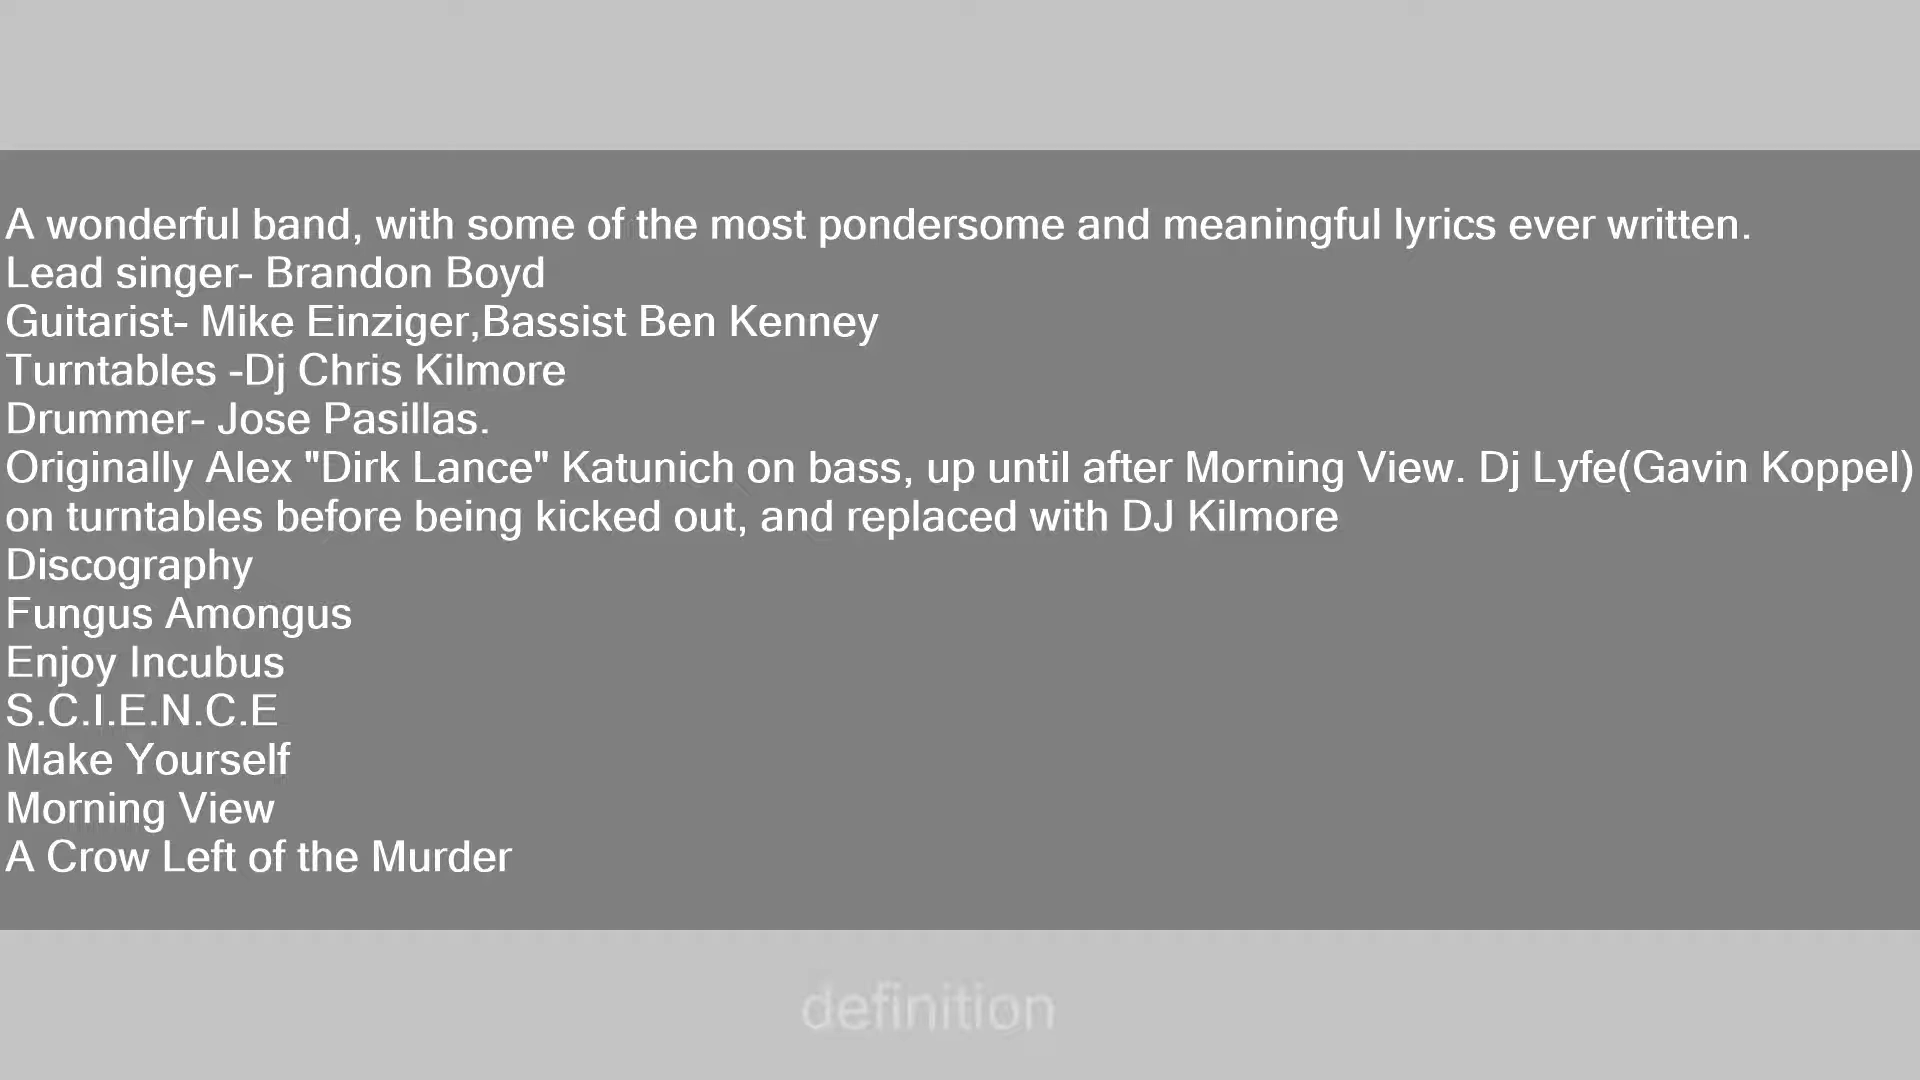 A wonderful band, with some of the most pondersome and meaningful lyrics ever written.
Lead singer- Brandon Boyd
Guitarist- Mike Einziger,Bassist Ben Kenney
Turntables -Dj Chris Kilmore
Drummer- Jose Pasillas.
Originally Alex "Dirk Lance" Katunich on bass, up until after Morning View. Dj Lyfe(Gavin Koppel)
on turntables before being kicked out, and replaced with DJ Kilmore
Discography
Fungus Amongus
Enjoy Incubus
S.C.I.E.N.C.E
Make Yourself
Morning View
A Crow Left of the Murder
definition